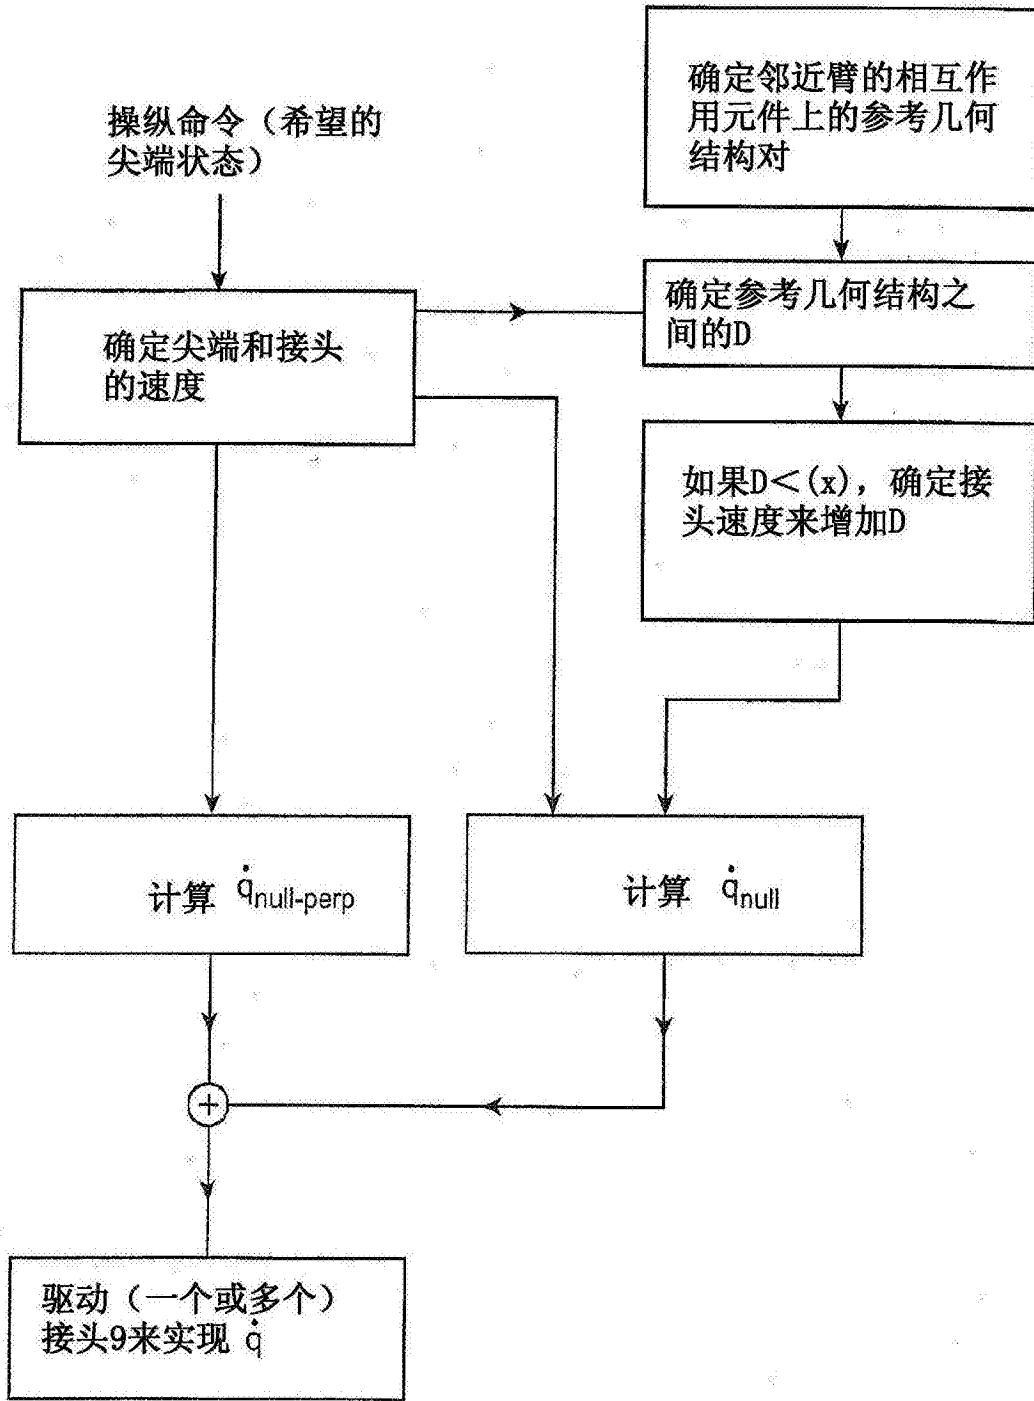 操纵命令（希望的
尖端状态）
确定邻近臂的相互作
用元件上的参考几何
结构对
确定尖端和接头
的速度
确定参考几何结构之
间的D
如果D＜(x)，确定接
头速度来增加D
计算 q̇null-perp
计算 q̇null
+
驱动（一个或多个）
接头9来实现 q̇